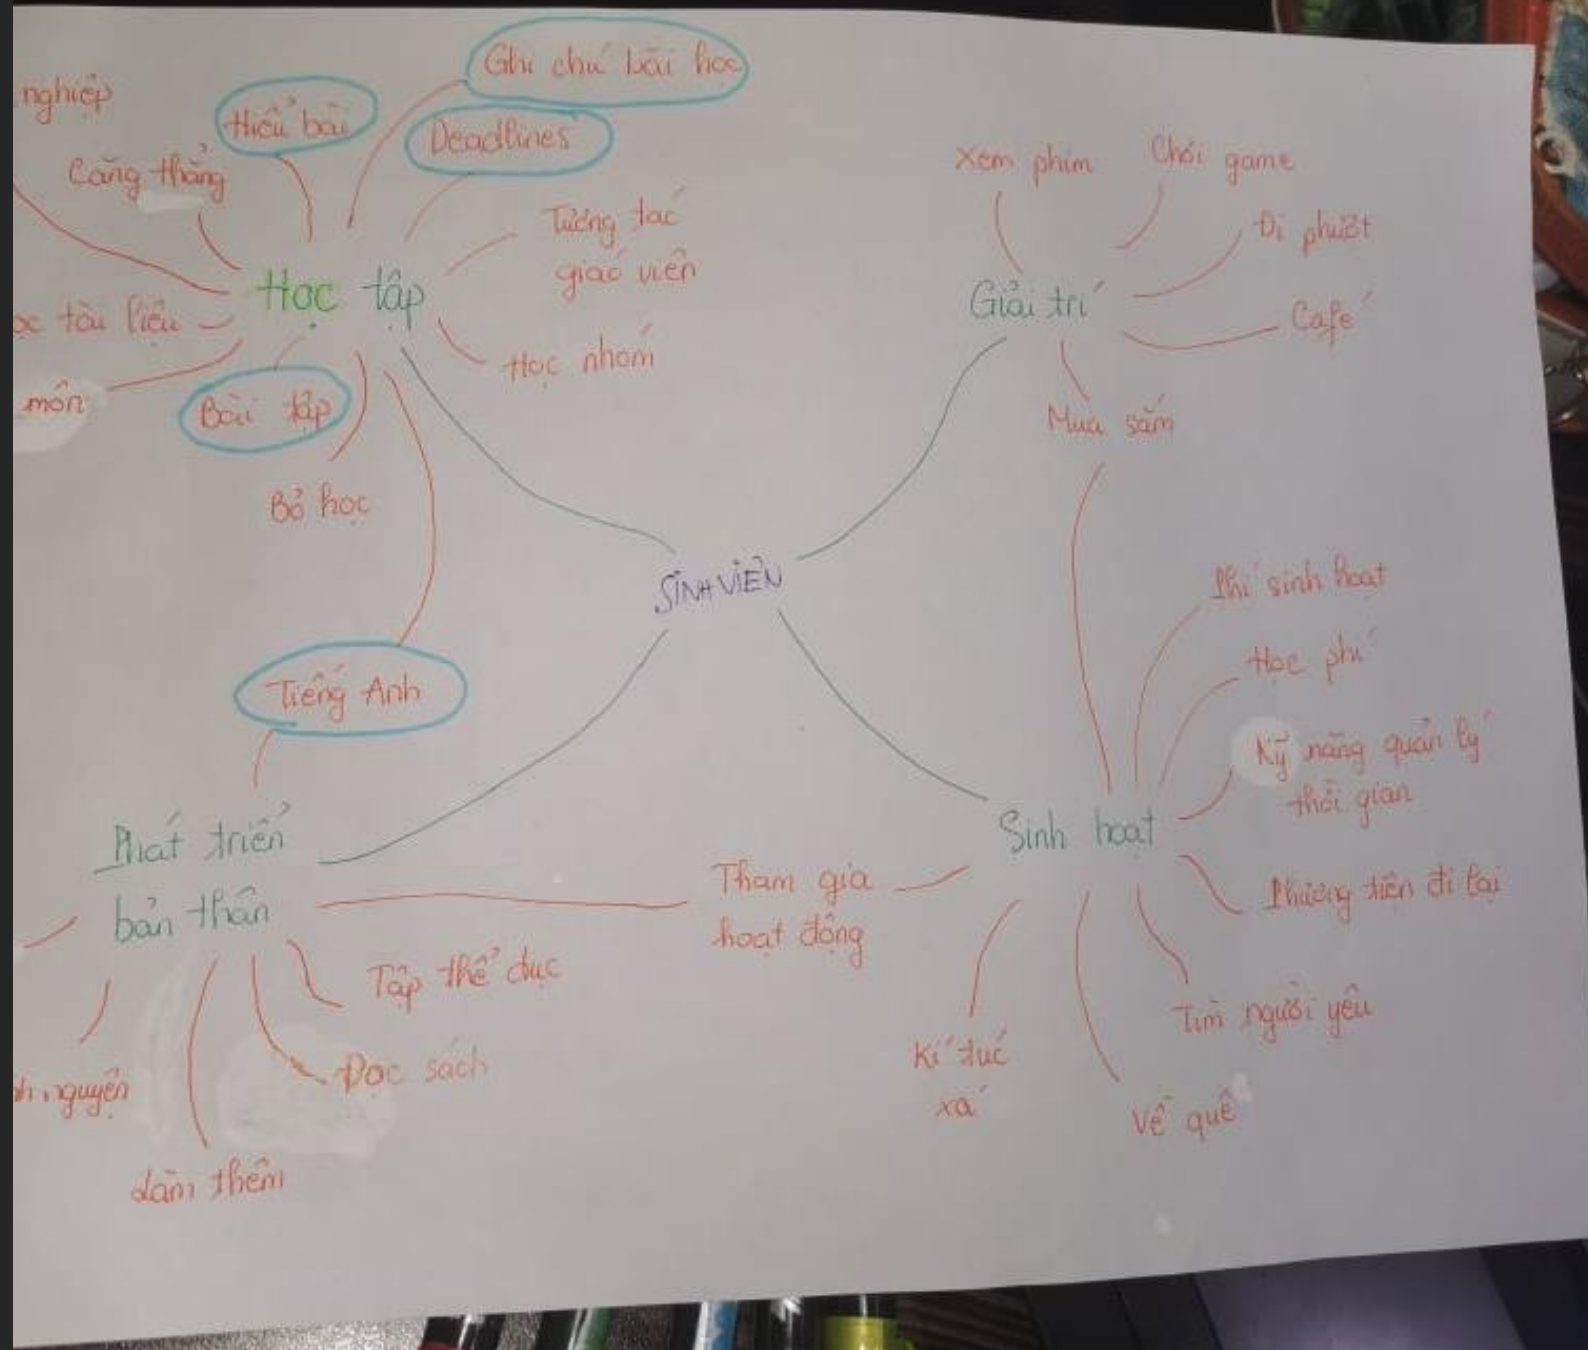 Ghi chú bài học
nghiệp
Hiểu bài
Deadlines
Căng thẳng
Tương tác
giáo viên
Học tập
tài liệu
Học nhóm
môn
Bài tập
Bỏ học
Xem phim
Chơi game
Đi phượt
Giải trí
Café
Mua sắm
SINH VIÊN
Phí sinh hoạt
Học phí
Kỹ năng quản lý
thời gian
Sinh hoạt
Phương tiện đi lại
Tìm người yêu
Về quê
Kí túc
xá
Tham gia
hoạt động
Tiếng Anh
Phát triển
bản thân
Tập thể dục
Đọc sách
nguyện
Làm thêm